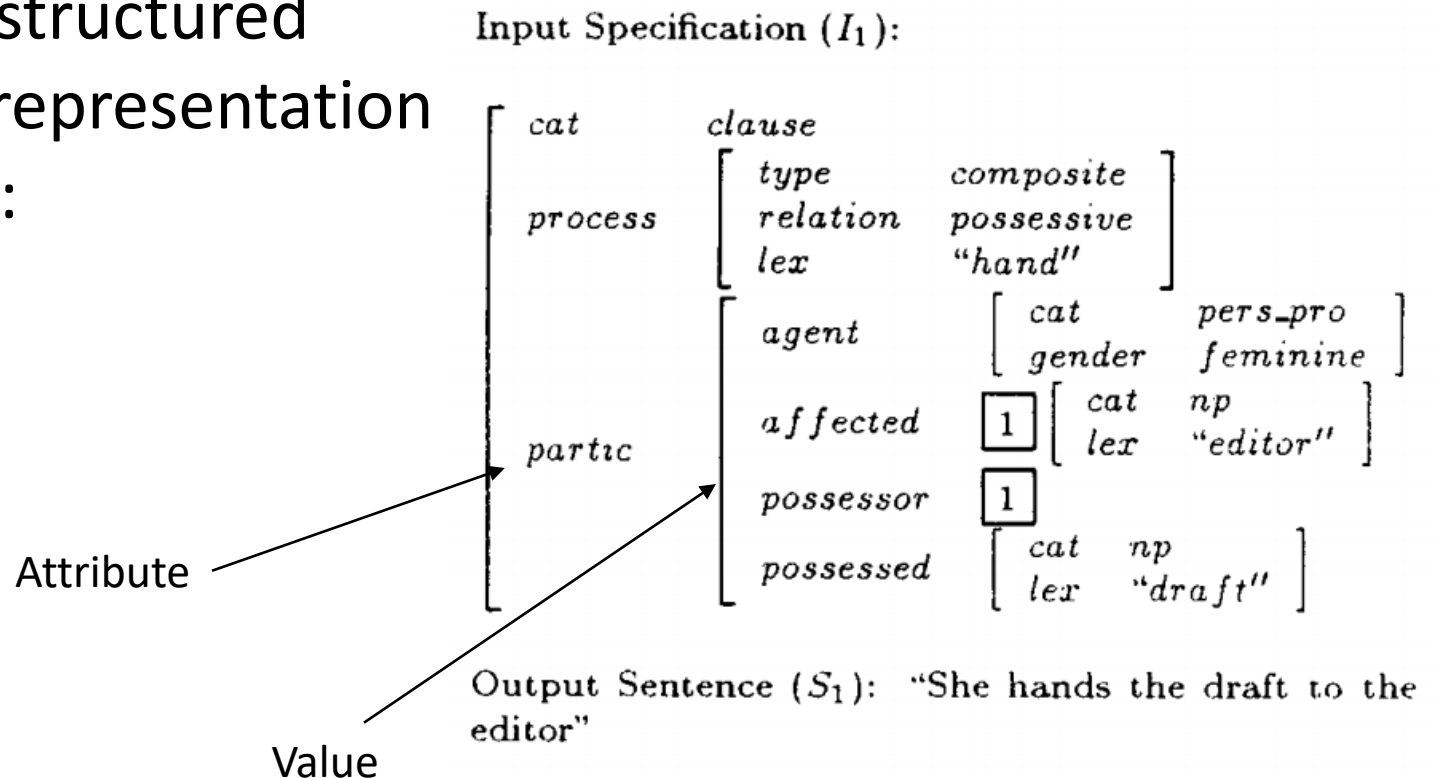 structured
representation
:
Input Specification (I₁):
cat clause
process
type composite
relation possessive
lex “hand”
partic
agent
cat pers_pro
gender feminine
affected 1
cat np
lex “editor”
possessor 1
possessed
cat np
lex “draft”
Attribute
Value
Output Sentence (S₁): “She hands the draft to the
editor”